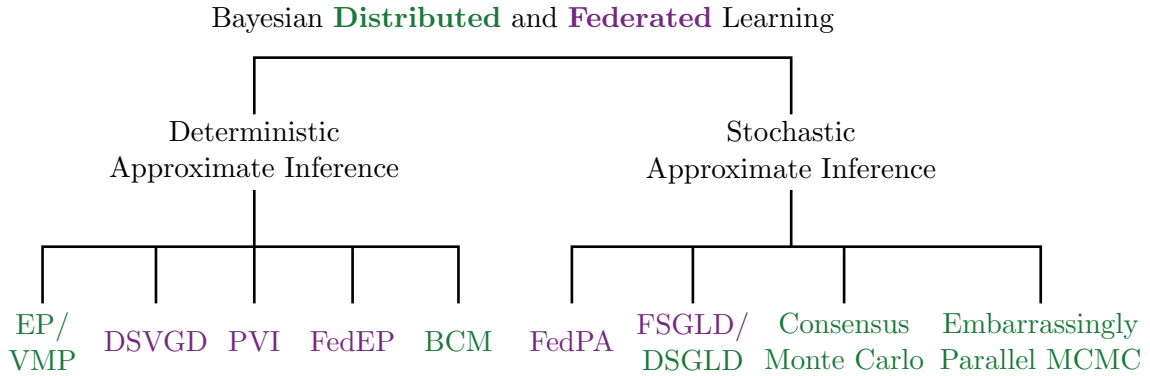 Bayesian Distributed and Federated Learning
Deterministic
Approximate Inference
Stochastic
Approximate Inference
EP/
VMP
DSVGD
PVI
FedEP
BCM
FedPA
FSGLD/
DSGLD
Consensus
Monte Carlo
Embarrassingly
Parallel MCMC